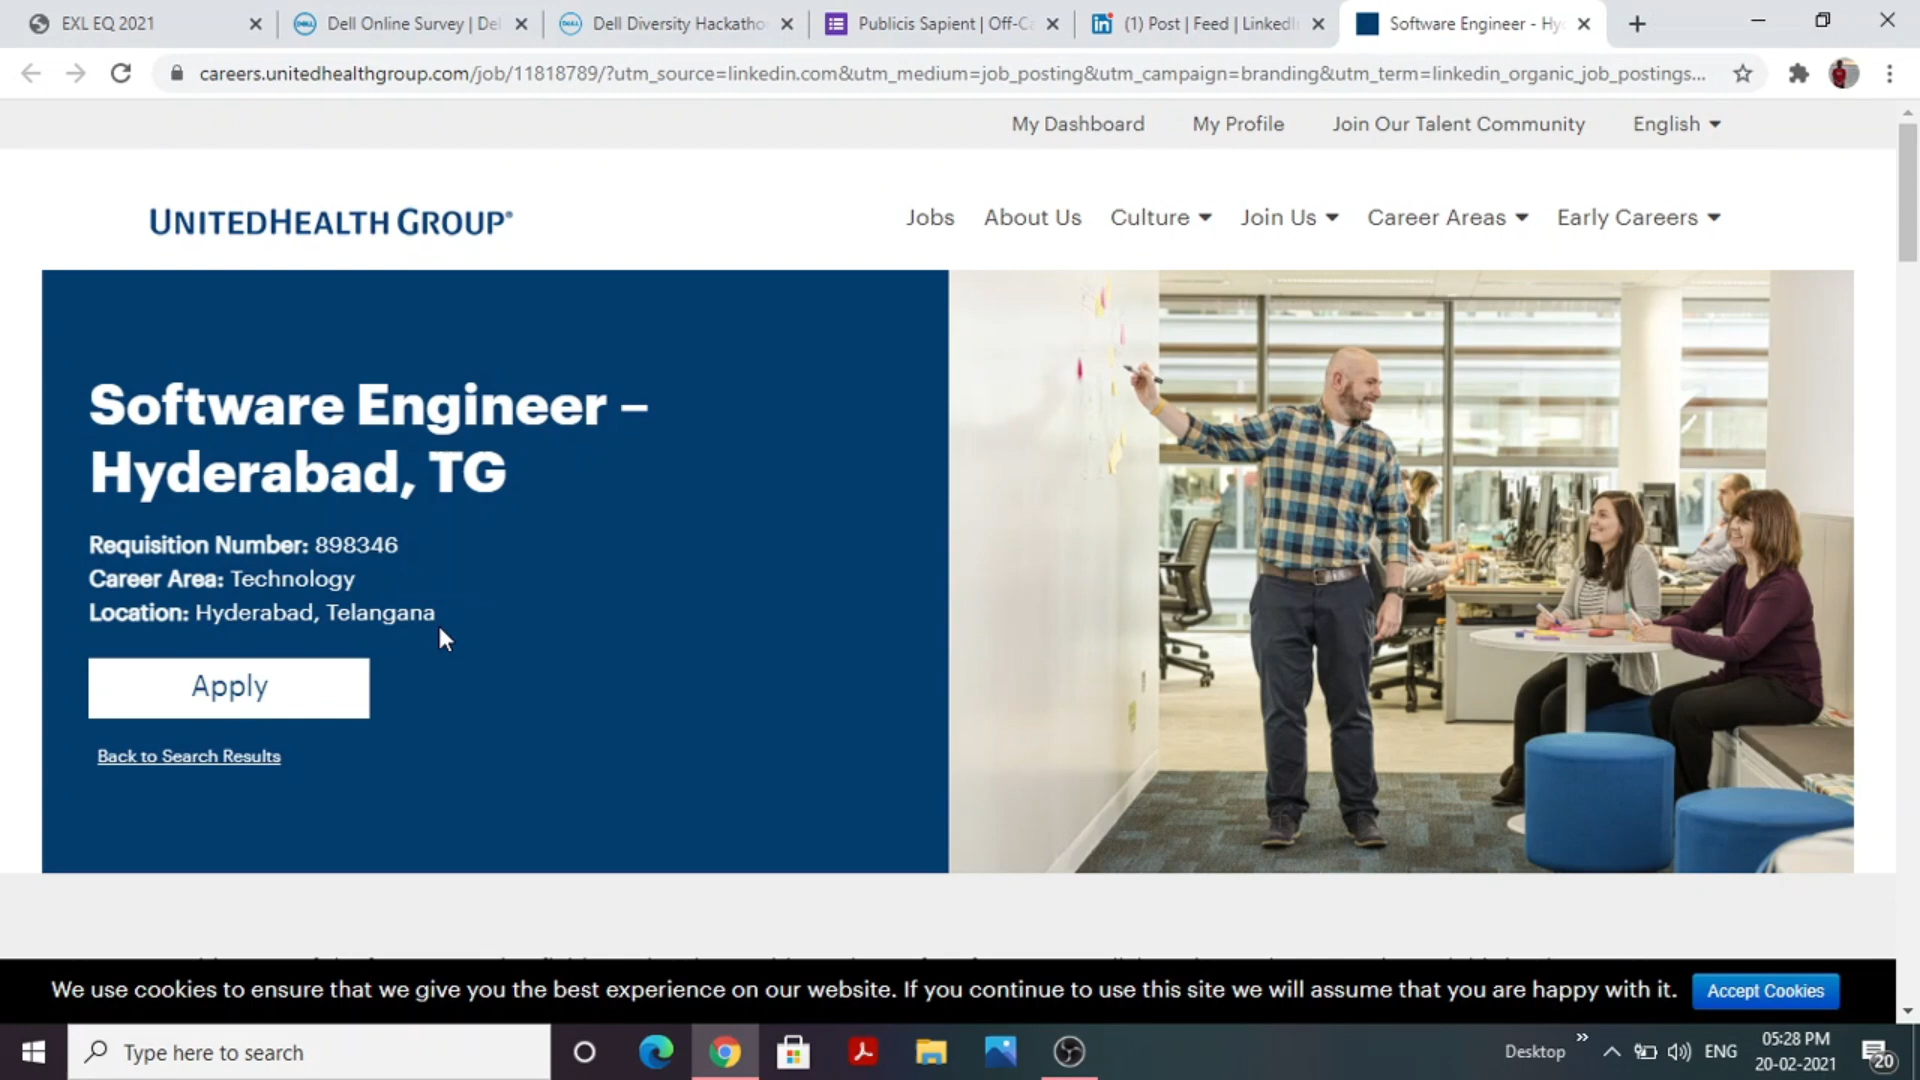 EXL EQ 2021
Dell Online Survey | De
Dell Diversity Hackatho
Publicis Sapient | Off-C
(1) Post | Feed | LinkedI
Software Engineer - Hy
careers.unitedhealthgroup.com/job/11818789/?utm_source=linkedin.com&utm_medium=job_posting&utm_campaign=branding&utm_term=linkedin_organic_job_postings...
My Dashboard My Profile Join Our Talent Community English
UNITEDHEALTH GROUP®
Jobs About Us Culture Join Us Career Areas Early Careers
Software Engineer –
Hyderabad, TG
Requisition Number: 898346
Career Area: Technology
Location: Hyderabad, Telangana
Apply
Back to Search Results
We use cookies to ensure that we give you the best experience on our website. If you continue to use this site we will assume that you are happy with it.
Accept Cookies
Type here to search
Desktop
ENG
05:28 PM
20-02-2021
20